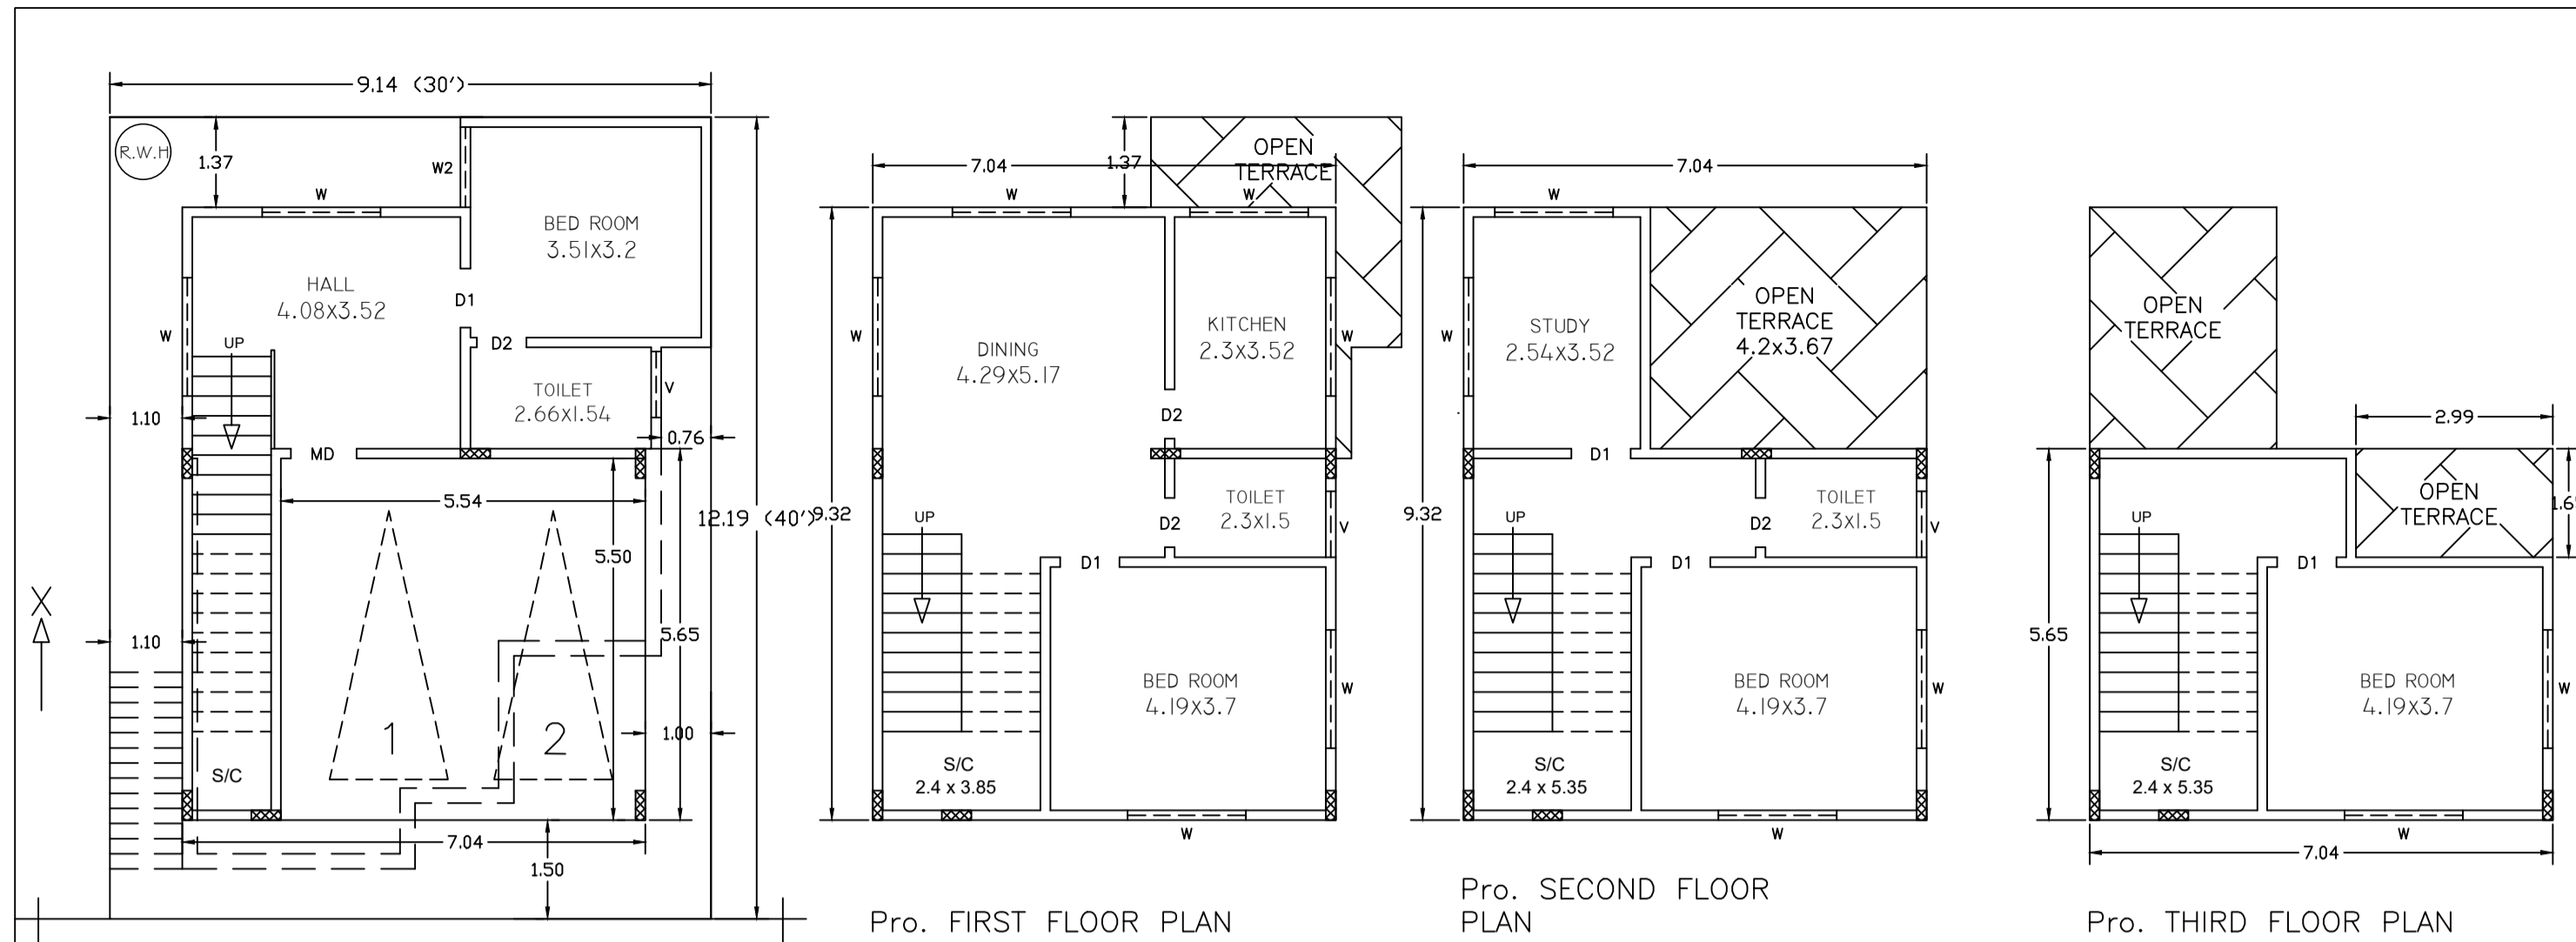 9.14 (30')
R.W.H
1.37
W2
W
BED ROOM
3.51x3.2
HALL
4.08x3.52
D1
W
UP
D2
TOILET
2.66x1.54
V
1.10
0.76
MD
5.54
12.19 (40')
5.50
X
1.10
5.65
1
2
1.00
S/C
7.04
1.50
7.04
1.37
OPEN
TERRACE
W
W
W
KITCHEN
2.3x3.52
W
DINING
4.29x5.17
D2
9.32
UP
TOILET
2.3x1.5
D2
V
D1
BED ROOM
4.19x3.7
W
S/C
2.4 x 3.85
W
Pro. FIRST FLOOR PLAN
7.04
W
OPEN
TERRACE
4.2x3.67
W
STUDY
2.54x3.52
D1
9.32
UP
TOILET
2.3x1.5
D2
V
D1
BED ROOM
4.19x3.7
W
S/C
2.4 x 5.35
W
Pro. SECOND FLOOR
PLAN
OPEN
TERRACE
2.99
OPEN
TERRACE
UP
D1
5.65
BED ROOM
4.19x3.7
W
S/C
2.4 x 5.35
W
7.04
Pro. THIRD FLOOR PLAN